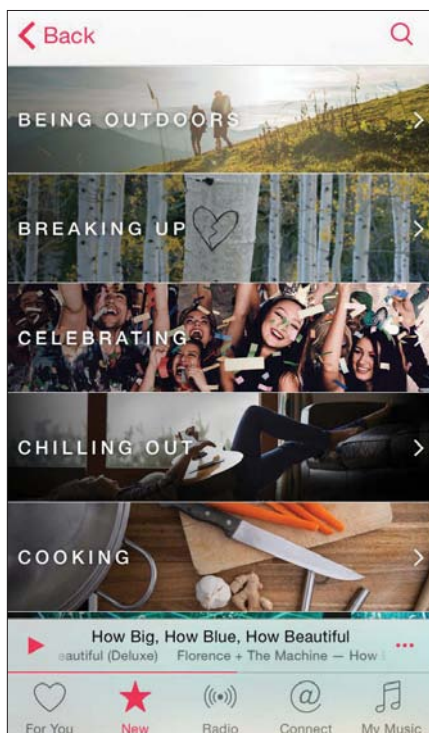 Back
BEING OUTDOORS
BREAKING UP
CELEBRATING
CHILLING OUT
COOKING
How Big, How Blue, How Beautiful
eautiful (Deluxe) Florence + The Machine — How
For You New Radio Connect My Music